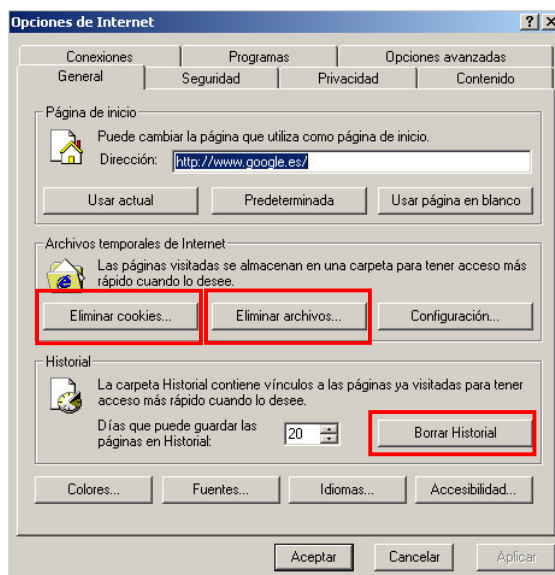 Opciones de Internet
Conexiones Programas Opciones avanzadas
General Seguridad Privacidad Contenido
Página de inicio
Puede cambiar la página que utiliza como página de inicio.
Dirección: http://www.google.es/
Usar actual Predeterminada Usar página en blanco
Archivos temporales de Internet
Las páginas visitadas se almacenan en una carpeta para tener acceso más
rápido cuando lo desee.
Eliminar cookies... Eliminar archivos... Configuración...
Historial
La carpeta Historial contiene vínculos a las páginas ya visitadas para tener
acceso más rápido cuando lo desee.
Días que puede guardar las
páginas en Historial: 20 Borrar Historial
Colores... Fuentes... Idiomas... Accesibilidad...
Aceptar Cancelar Aplicar